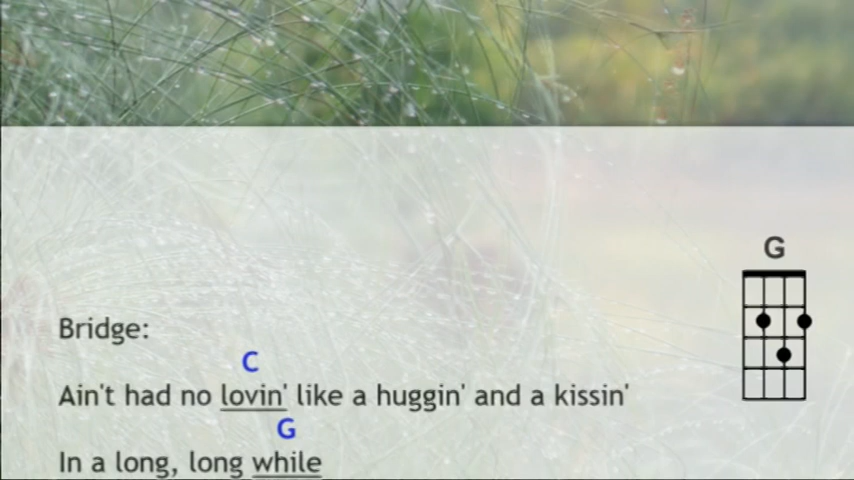 G
Bridge:
C
Ain't had no lovin' like a huggin' and a kissin'
G
In a long, long while